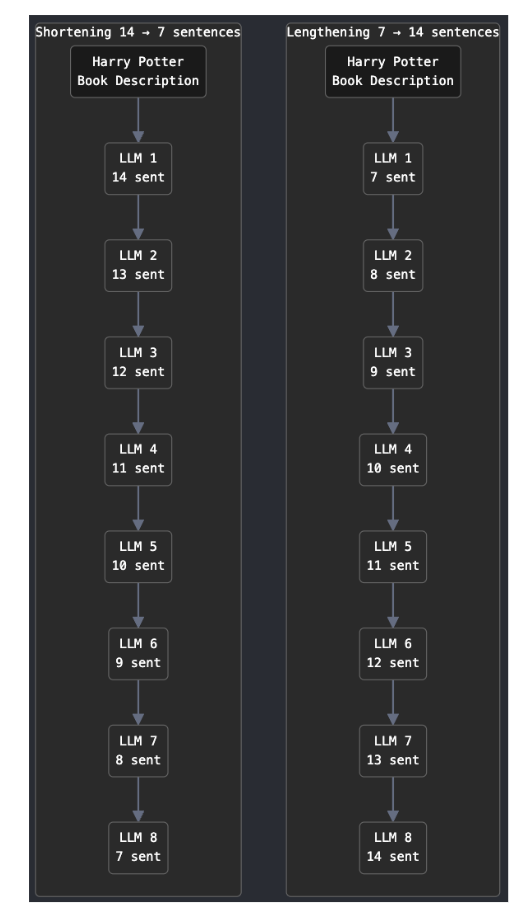 Shortening 14 → 7 sentences
Harry Potter
Book Description
LLM 1
14 sent
LLM 2
13 sent
LLM 3
12 sent
LLM 4
11 sent
LLM 5
10 sent
LLM 6
9 sent
LLM 7
8 sent
LLM 8
7 sent
Lengthening 7 → 14 sentences
Harry Potter
Book Description
LLM 1
7 sent
LLM 2
8 sent
LLM 3
9 sent
LLM 4
10 sent
LLM 5
11 sent
LLM 6
12 sent
LLM 7
13 sent
LLM 8
14 sent